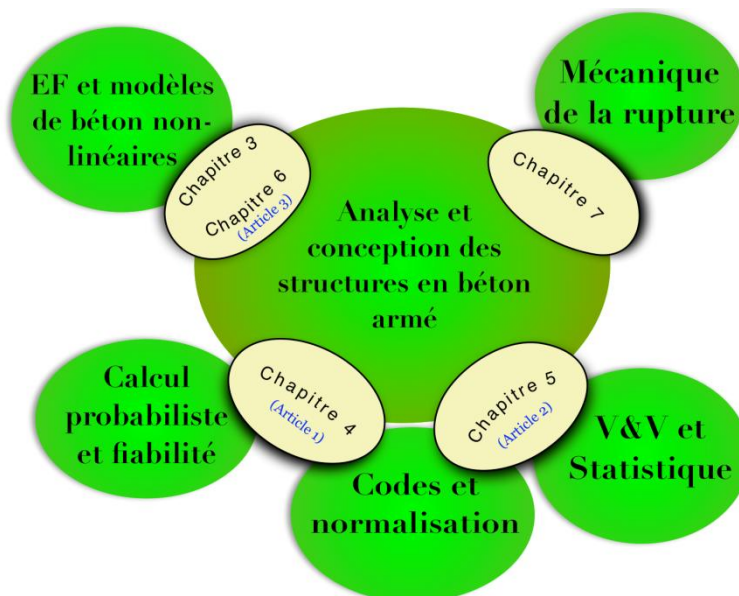 EF et modèles
de béton non-
linéaires
Chapitre 3
Chapitre 6
(Article 3)
Mécanique
de la rupture
Chapitre 7
Analyse et
conception des
structures en béton
armé
Calcul
probabiliste
et fiabilité
Chapitre 4
(Article 1)
Chapitre 5
(Article 2)
Codes et
normalisation
V&V et
Statistique